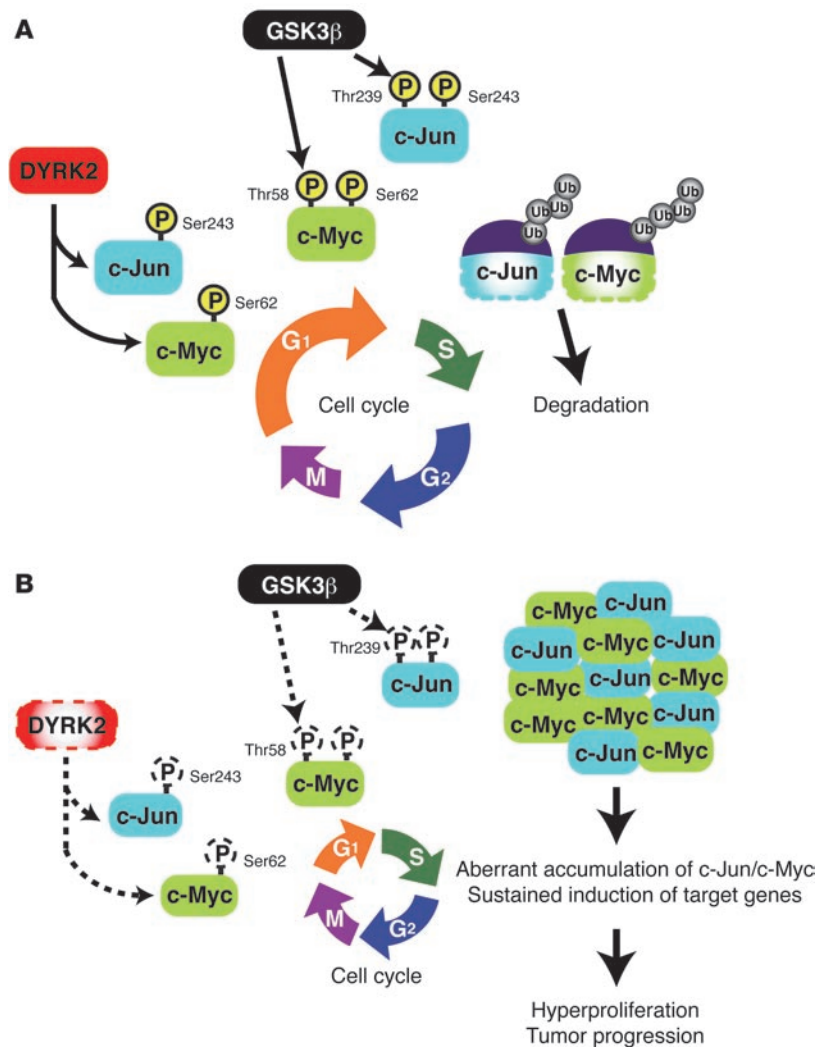 A
GSK3β
P
P
Thr239
Ser243
c-Jun
DYRK2
P
P
Thr58
Ser62
c-Myc
P
Ser243
c-Jun
P
Ser62
c-Myc
Ub
Ub
Ub
Ub
Ub
Ub
Ub
Ub
c-Jun
c-Myc
G1
S
Cell cycle
Degradation
M
G2
B
GSK3β
P
P
Thr239
c-Jun
DYRK2
P
P
Thr58
c-Myc
P
Ser243
c-Jun
P
Ser62
c-Myc
c-Myc
c-Jun
c-Jun
c-Myc
c-Jun
c-Myc
c-Jun
c-Myc
c-Myc
c-Myc
c-Jun
c-Jun
c-Myc
G1
S
M
G2
Cell cycle
Aberrant accumulation of c-Jun/c-Myc
Sustained induction of target genes
Hyperproliferation
Tumor progression